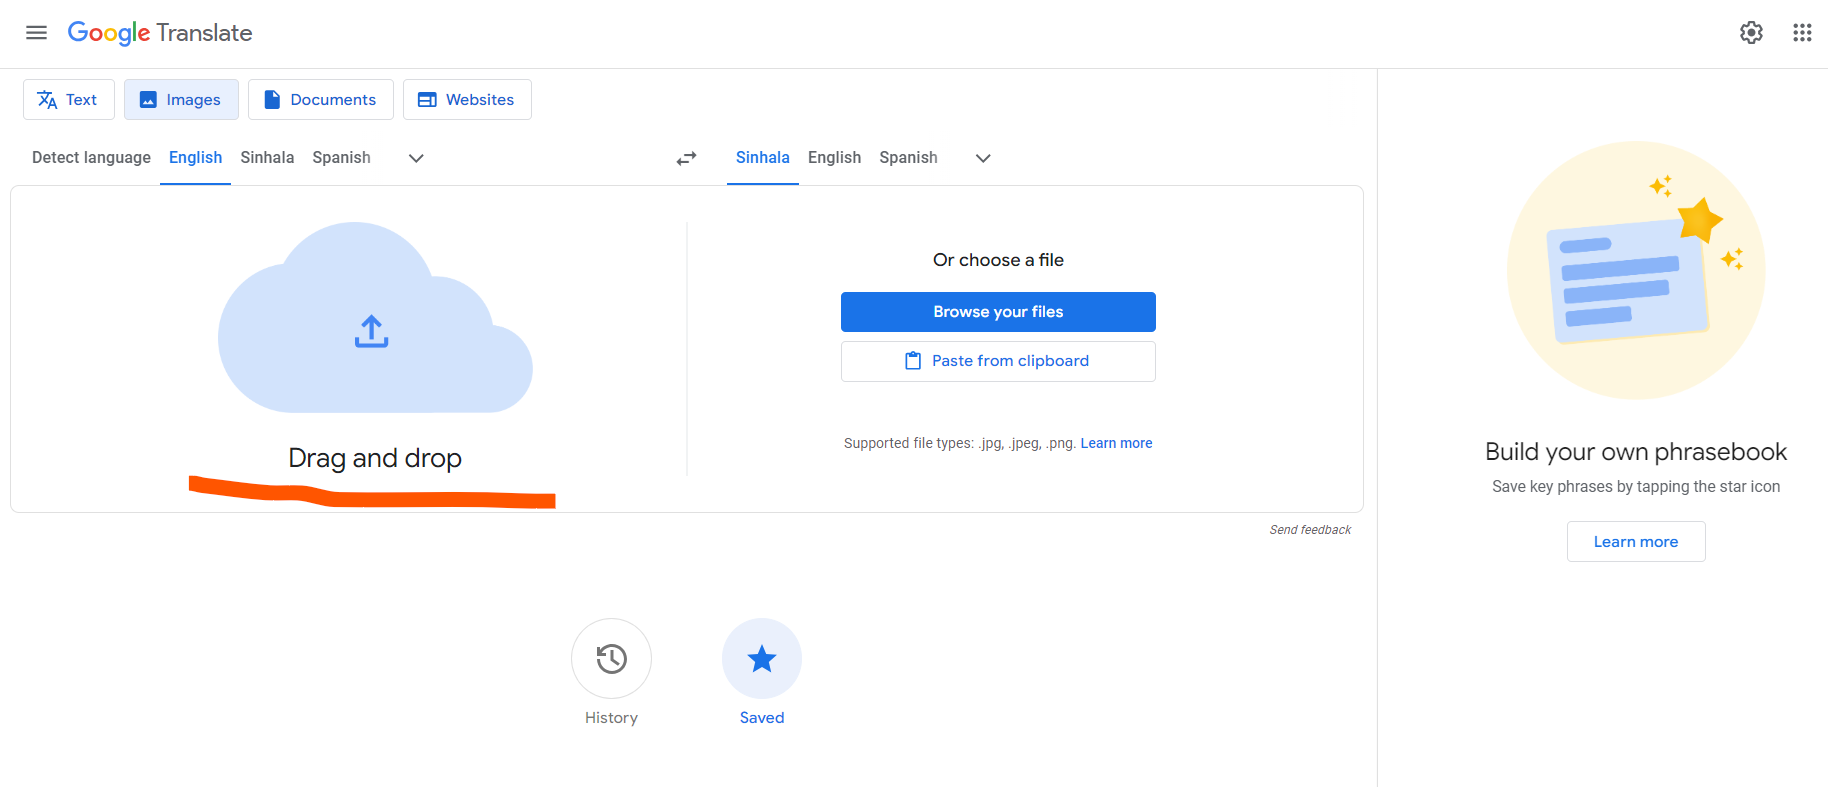 Google Translate
Text Images Documents Websites
Detect language English Sinhala Spanish Sinhala English Spanish
Drag and drop
Or choose a file
Browse your files
Paste from clipboard
Supported file types: .jpg, .jpeg, .png. Learn more
Send feedback
History Saved
Build your own phrasebook
Save key phrases by tapping the star icon
Learn more